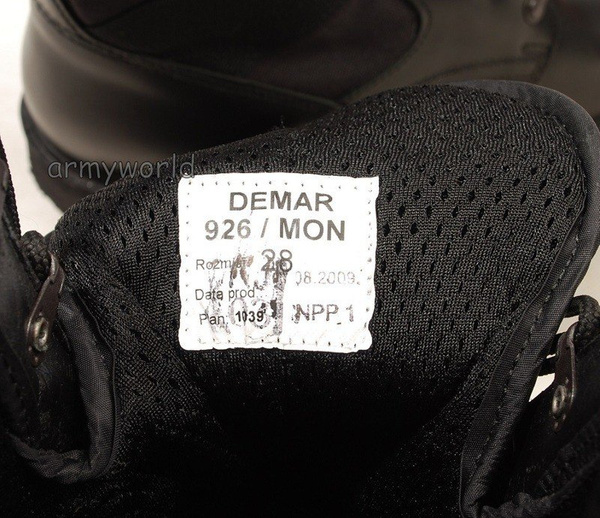 armyworld
DEMAR
926 / MON
Rozmiar 28
Data prod. 08.2009.
Pan. 1039 NPP 1